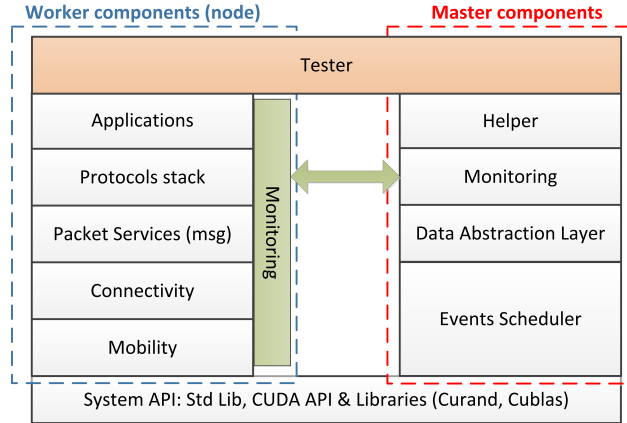 Worker components (node)
Master components
Tester
Applications
Protocols stack
Packet Services (msg)
Connectivity
Mobility
Monitoring
Helper
Monitoring
Data Abstraction Layer
Events Scheduler
System API: Std Lib, CUDA API & Libraries (Curand, Cublas)